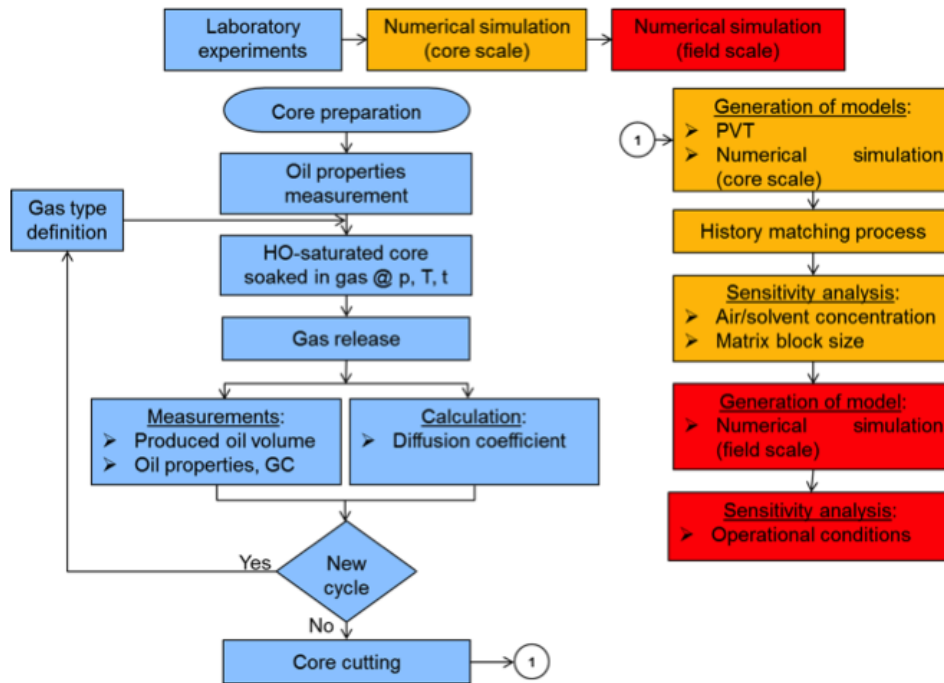 Laboratory
experiments
Numerical simulation
(core scale)
Numerical simulation
(field scale)
Core preparation
Oil properties
measurement
Gas type
definition
HO-saturated core
soaked in gas @ p, T, t
Gas release
Measurements:
➢ Produced oil volume
➢ Oil properties, GC
Calculation:
➢ Diffusion coefficient
Yes
New
cycle
No
Core cutting
1
1
Generation of models:
➢ PVT
➢ Numerical simulation
(core scale)
History matching process
Sensitivity analysis:
➢ Air/solvent concentration
➢ Matrix block size
Generation of model:
➢ Numerical simulation
(field scale)
Sensitivity analysis:
➢ Operational conditions